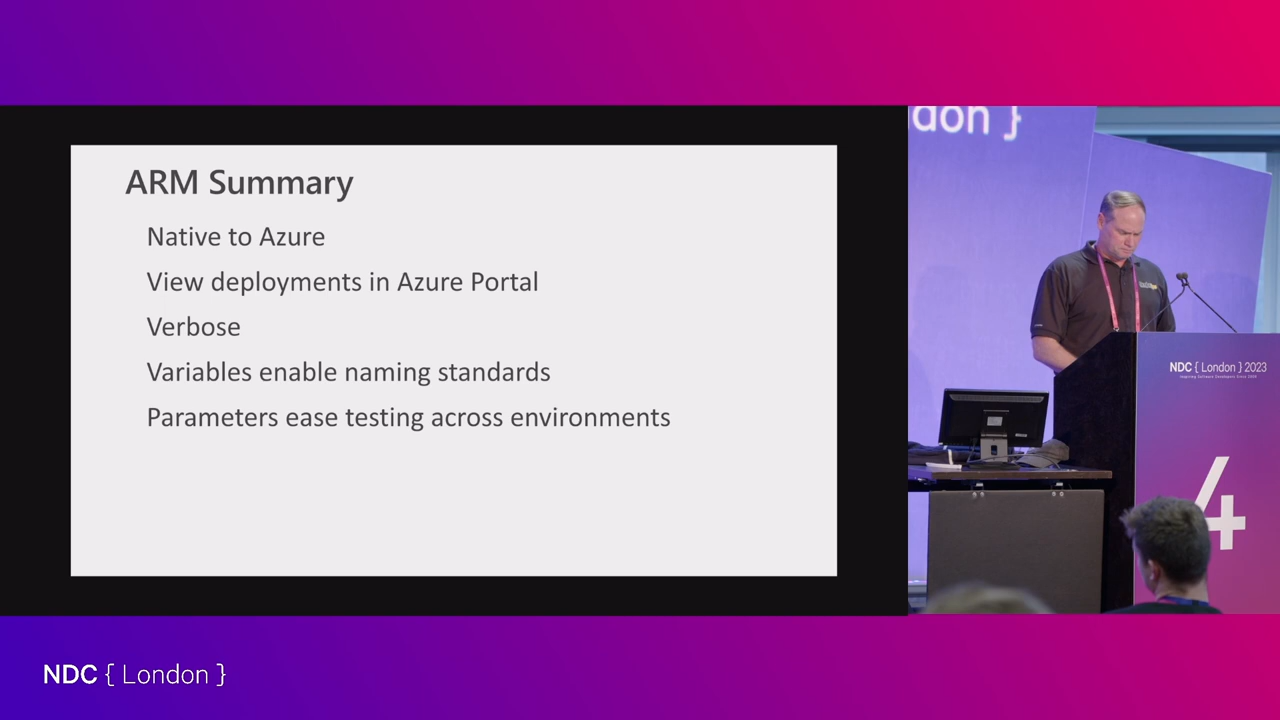 don }
ARM Summary
Native to Azure
View deployments in Azure Portal
Verbose
Variables enable naming standards
Parameters ease testing across environments
NDC { London } 2023
4
NDC { London }